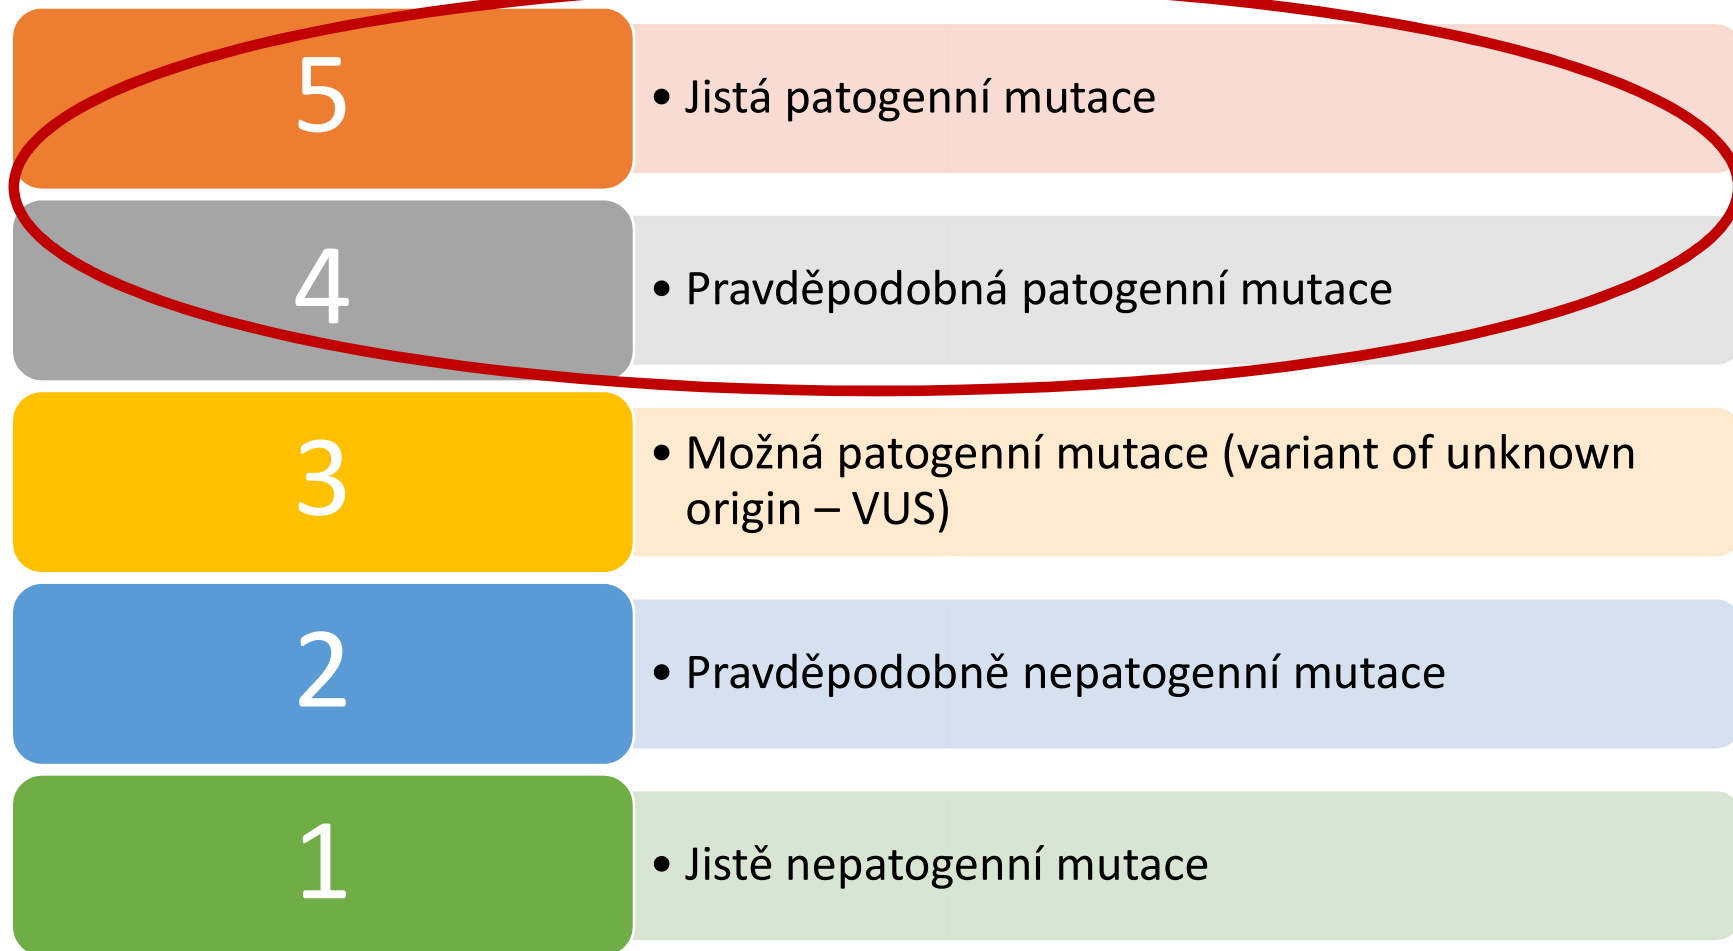 5
• Jistá patogenní mutace
4
• Pravděpodobná patogenní mutace
3
• Možná patogenní mutace (variant of unknown
origin – VUS)
2
• Pravděpodobně nepatogenní mutace
1
• Jistě nepatogenní mutace